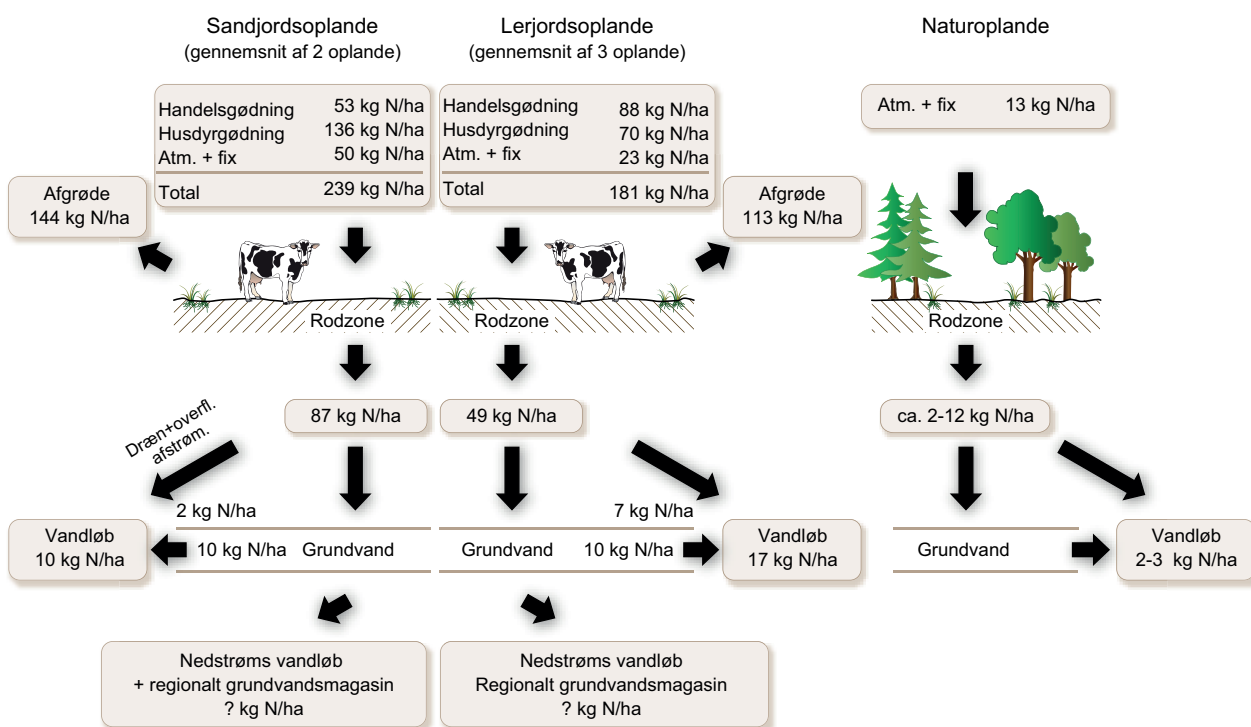 Sandjordsoplande
(gennemsnit af 2 oplande)
Handelsgødning 53 kg N/ha
Husdyrgødning 136 kg N/ha
Atm. + fix 50 kg N/ha
Total 239 kg N/ha
Afgrøde
144 kg N/ha
Rodzone
87 kg N/ha
Dræn+overfl.
afstrøm.
2 kg N/ha
Vandløb
10 kg N/ha
10 kg N/ha Grundvand
Nedstrøms vandløb
+ regionalt grundvandsmagasin
? kg N/ha
Lerjordsoplande
(gennemsnit af 3 oplande)
Handelsgødning 88 kg N/ha
Husdyrgødning 70 kg N/ha
Atm. + fix 23 kg N/ha
Total 181 kg N/ha
Afgrøde
113 kg N/ha
Rodzone
49 kg N/ha
7 kg N/ha
Grundvand 10 kg N/ha
Vandløb
17 kg N/ha
Nedstrøms vandløb
Regionalt grundvandsmagasin
? kg N/ha
Naturoplande
Atm. + fix 13 kg N/ha
Rodzone
ca. 2-12 kg N/ha
Grundvand
Vandløb
2-3 kg N/ha